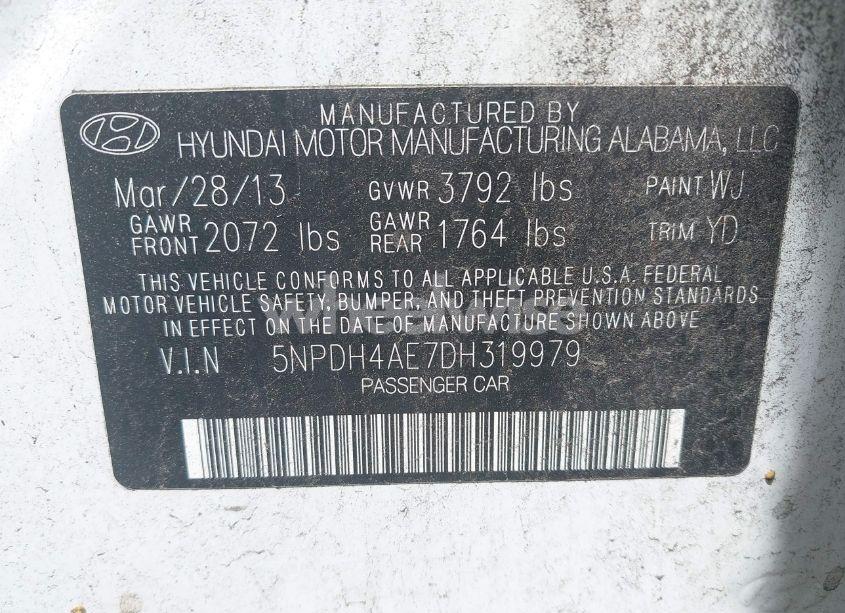 MANUFACTURED BY
HYUNDAI MOTOR MANUFACTURING ALABAMA, LLC
Mar/28/13 GVWR 3792 lbs PAINT WJ
GAWR FRONT 2072 lbs GAWR REAR 1764 lbs TRIM YD
THIS VEHICLE CONFORMS TO ALL APPLICABLE U.S.A. FEDERAL
MOTOR VEHICLE SAFETY, BUMPER, AND THEFT PREVENTION STANDARDS
IN EFFECT ON THE DATE OF MANUFACTURE SHOWN ABOVE.
V.I.N 5NPDH4AE7DH319979
PASSENGER CAR